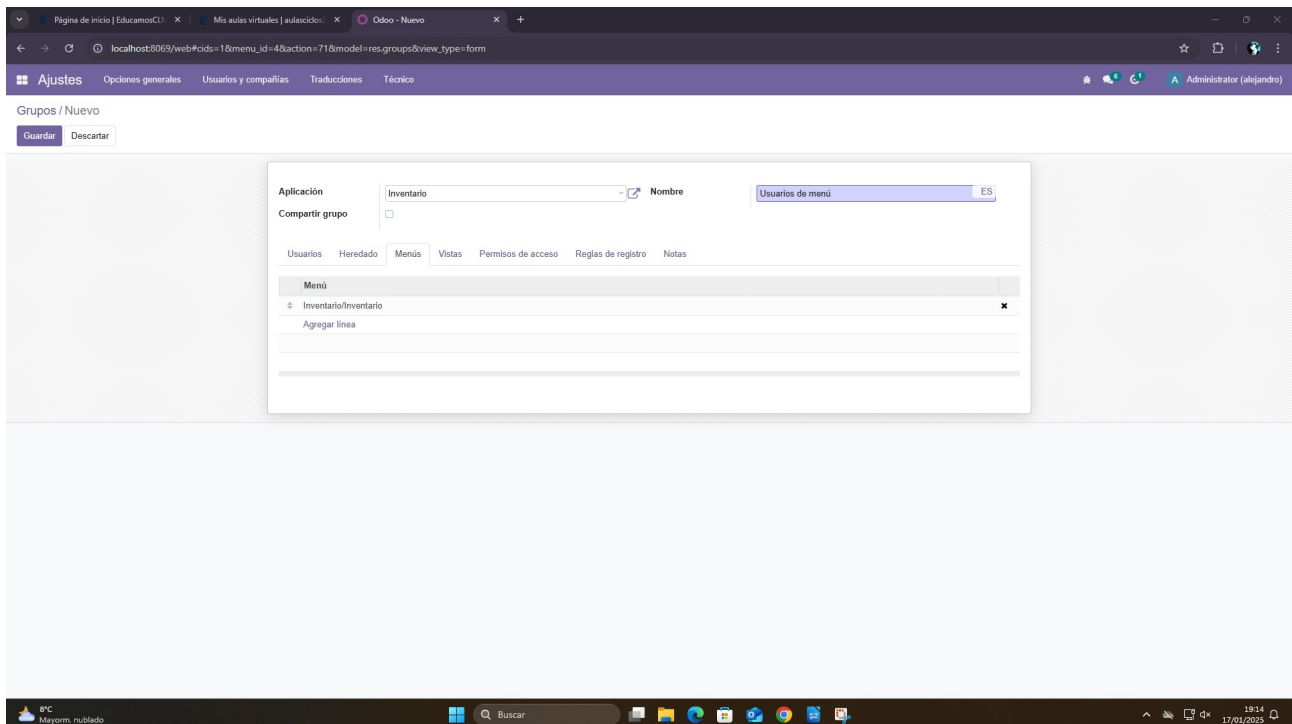 Página de inicio | EducamosCLM
Mis aulas virtuales | aulasciclos2
Odoo - Nuevo
localhost:8069/web#cids=1&menu_id=4&action=71&model=res.groups&view_type=form
Ajustes Opciones generales Usuarios y compañías Traducciones Técnico 6 1 A Administrator (alejandro)
Grupos / Nuevo
Guardar Descartar
Aplicación Inventario Nombre Usuarios de menú ES
Compartir grupo
Usuarios Heredado Menús Vistas Permisos de acceso Reglas de registro Notas
Menú
Inventario/Inventario
Agregar línea
8°C
Mayorm. nublado
Buscar
19:14
17/01/2025